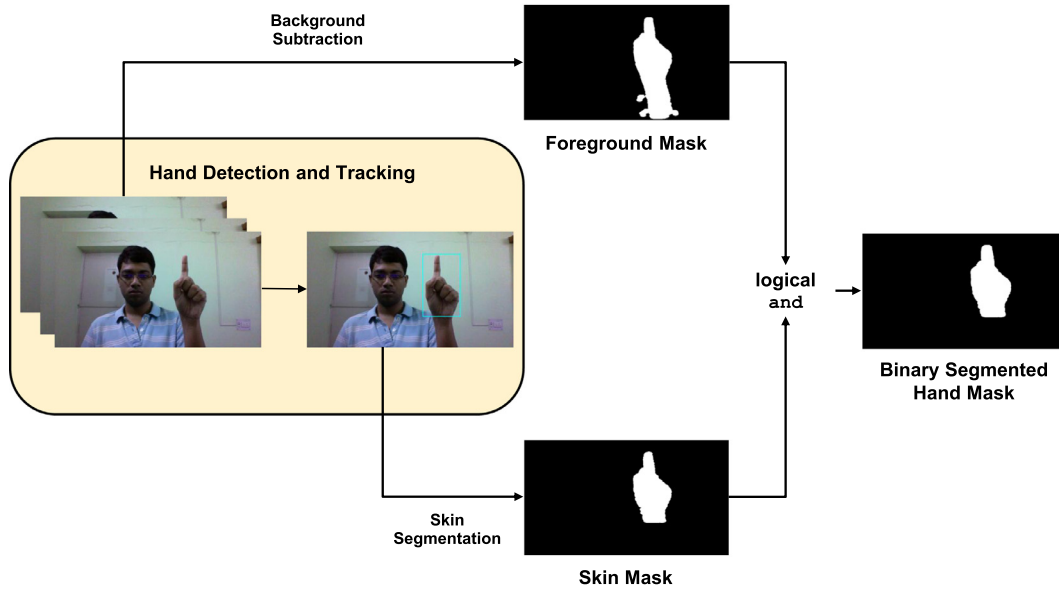 Background
Subtraction
Foreground Mask
Hand Detection and Tracking
logical
and
Binary Segmented
Hand Mask
Skin
Segmentation
Skin Mask